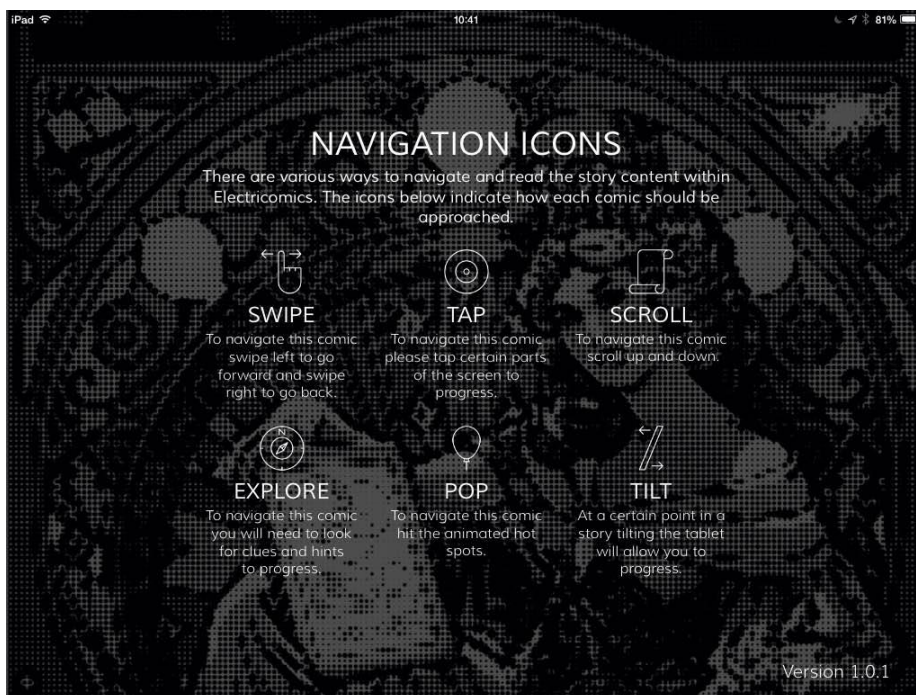 iPad 10:41 81%
NAVIGATION ICONS
There are various ways to navigate and read the story content within
Electricomics. The icons below indicate how each comic should be
approached.
SWIPE
To navigate this comic
swipe left to go
forward and swipe
right to go back.
TAP
To navigate this comic
please tap certain parts
of the screen to
progress.
SCROLL
To navigate this comic
scroll up and down.
N
EXPLORE
To navigate this comic
you will need to look
for clues and hints
to progress.
POP
To navigate this comic
hit the animated hot
spots.
TILT
At a certain point in a
story tilting the tablet
will allow you to
progress.
Version 1.0.1